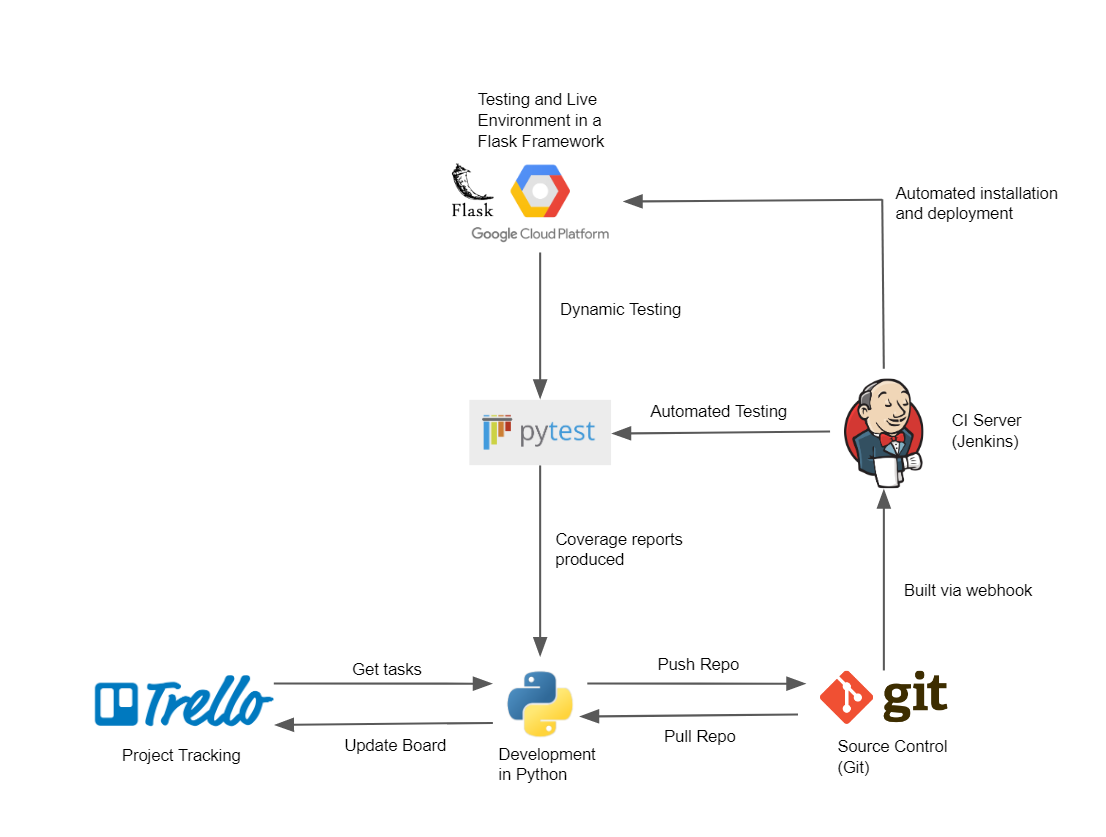 Testing and Live
Environment in a
Flask Framework
Flask
Google Cloud Platform
Automated installation
and deployment
Dynamic Testing
pytest
Automated Testing
CI Server
(Jenkins)
Coverage reports
produced
Built via webhook
Trello
Get tasks
Update Board
Project Tracking
Development
in Python
Push Repo
Pull Repo
git
Source Control
(Git)